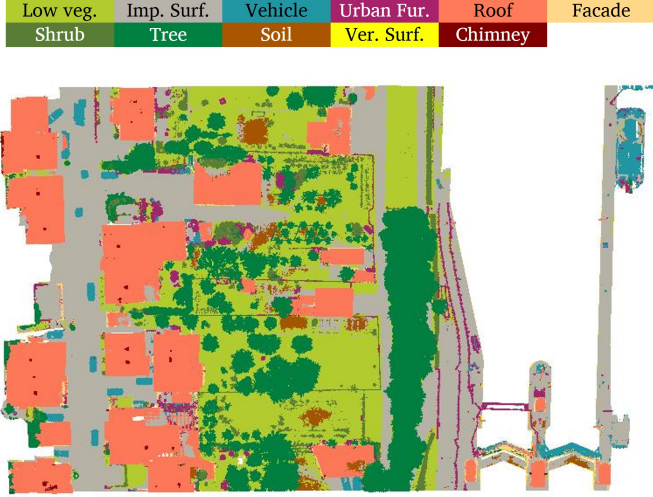 Low veg. Imp. Surf. Vehicle Urban Fur. Roof Facade
Shrub Tree Soil Ver. Surf. Chimney